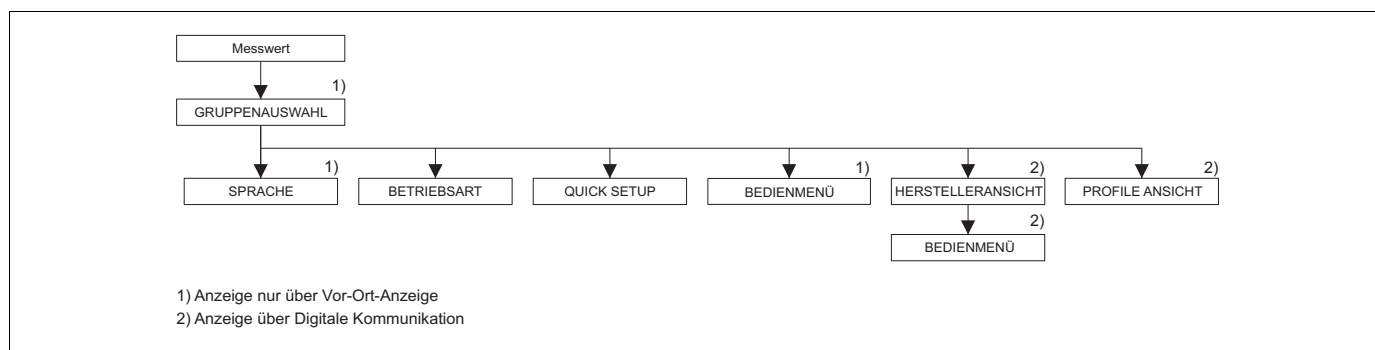 Messwert
1)
GRUPPENAUSWAHL
1)
SPRACHE
BETRIEBSART
QUICK SETUP
1)
BEDIENMENÜ
2)
HERSTELLERANSICHT
2)
PROFILE ANSICHT
2)
BEDIENMENÜ
1) Anzeige nur über Vor-Ort-Anzeige
2) Anzeige über Digitale Kommunikation